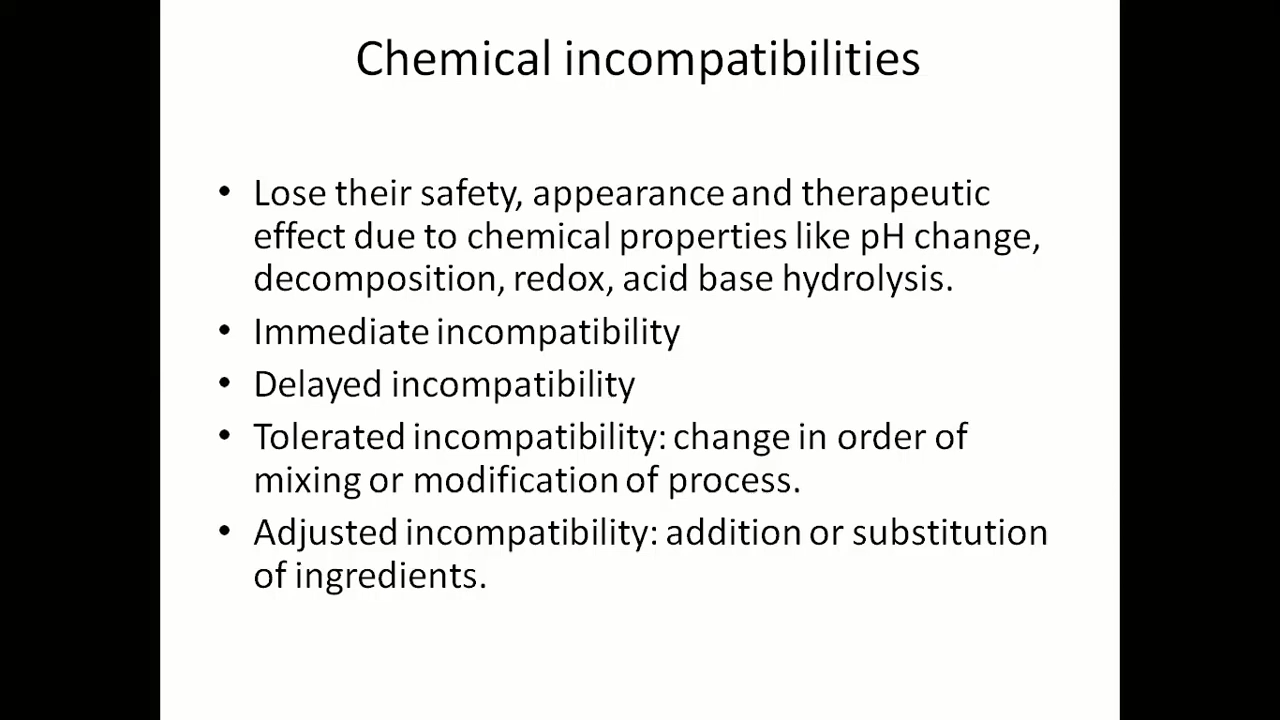 Chemical incompatibilities
• Lose their safety, appearance and therapeutic
effect due to chemical properties like pH change,
decomposition, redox, acid base hydrolysis.
• Immediate incompatibility
• Delayed incompatibility
• Tolerated incompatibility: change in order of
mixing or modification of process.
• Adjusted incompatibility: addition or substitution
of ingredients.